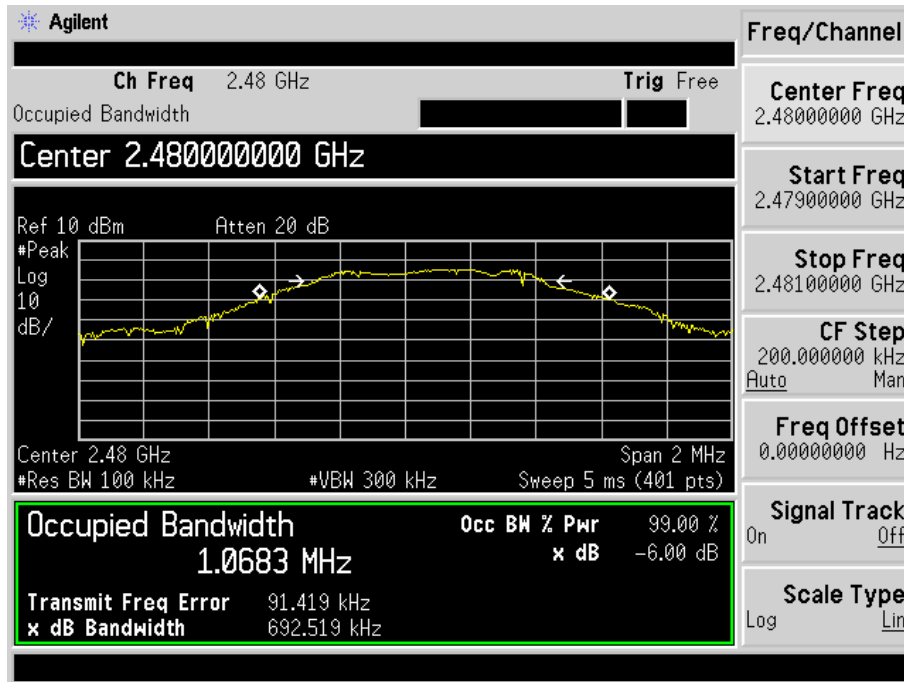 Agilent
Freq/Channel
Ch Freq 2.48 GHz Trig Free
Occupied Bandwidth
Center 2.480000000 GHz
Ref 10 dBm Atten 20 dB
#Peak
Log
10
dB/
Center 2.48 GHz Span 2 MHz
#Res BW 100 kHz #VBW 300 kHz Sweep 5 ms (401 pts)
Occupied Bandwidth
1.0683 MHz
Occ BW % Pwr 99.00 %
x dB -6.00 dB
Transmit Freq Error 91.419 kHz
x dB Bandwidth 692.519 kHz
Center Freq
2.48000000 GHz
Start Freq
2.47900000 GHz
Stop Freq
2.48100000 GHz
CF Step
200.000000 kHz
Auto Man
Freq Offset
0.00000000 Hz
Signal Track
On Off
Scale Type
Log Lin